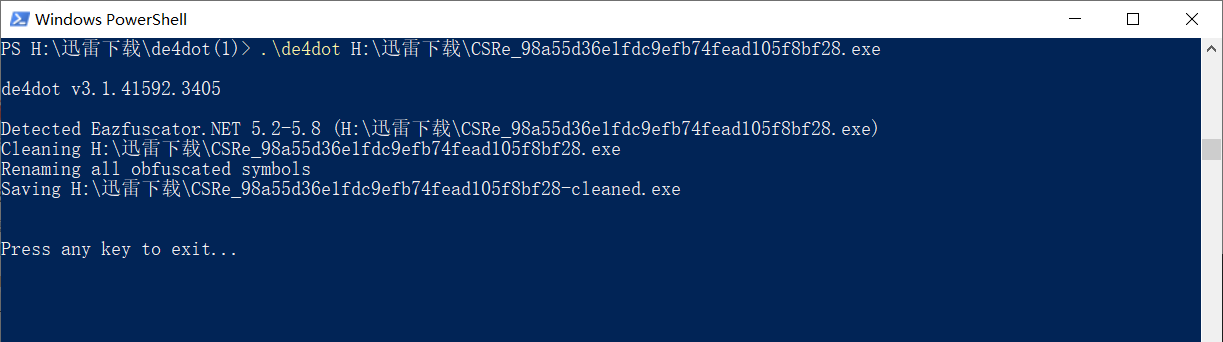 Windows PowerShell
PS H:\迅雷下载\de4dot(1)> .\de4dot H:\迅雷下载\CSRe_98a55d36e1fdc9efb74fead105f8bf28.exe
de4dot v3.1.41592.3405
Detected Eazfuscator.NET 5.2-5.8 (H:\迅雷下载\CSRe_98a55d36e1fdc9efb74fead105f8bf28.exe)
Cleaning H:\迅雷下载\CSRe_98a55d36e1fdc9efb74fead105f8bf28.exe
Renaming all obfuscated symbols
Saving H:\迅雷下载\CSRe_98a55d36e1fdc9efb74fead105f8bf28-cleaned.exe
Press any key to exit...